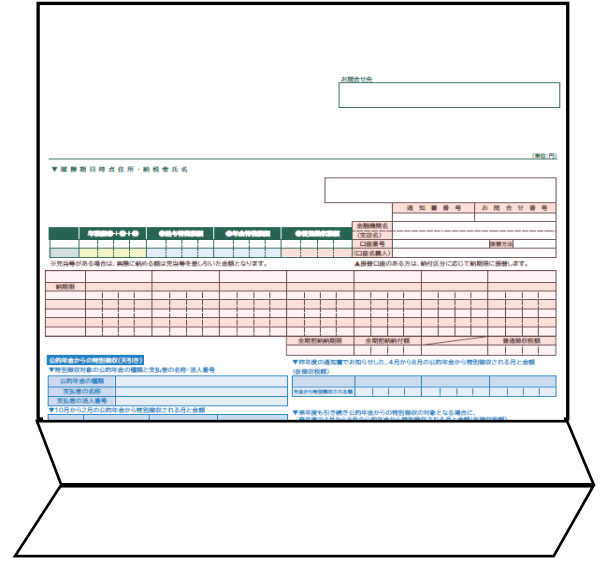 お問合せ先
(単位:円)
▼賦課期日時点住所・納税者氏名
通知書番号 お問合せ番号
金融機関名
(支店名)
口座番号 振替方法
(口座名義人)
※充当等がある場合は、実際に納める額は充当等を差し引いた金額となります。 ▲振替口座のある方は、納付区分に応じて納期限に振替します。
納期限
全期前納納期限 全期前納納付額 普通徴収税額
公的年金からの特別徴収(天引き)
▼特別徴収対象の公的年金の種類と支払者の名称・法人番号
公的年金の種類
支払者の名称
支払者の法人番号
▼10月から2月の公的年金から特別徴収される月と金額
▼昨年度の通知書でお知らせした、4月から8月の公的年金から特別徴収される月と金額
(仮徴収税額)
年金から特別徴収される額
▼来年度も引き続き公的年金からの特別徴収の対象となる場合に、